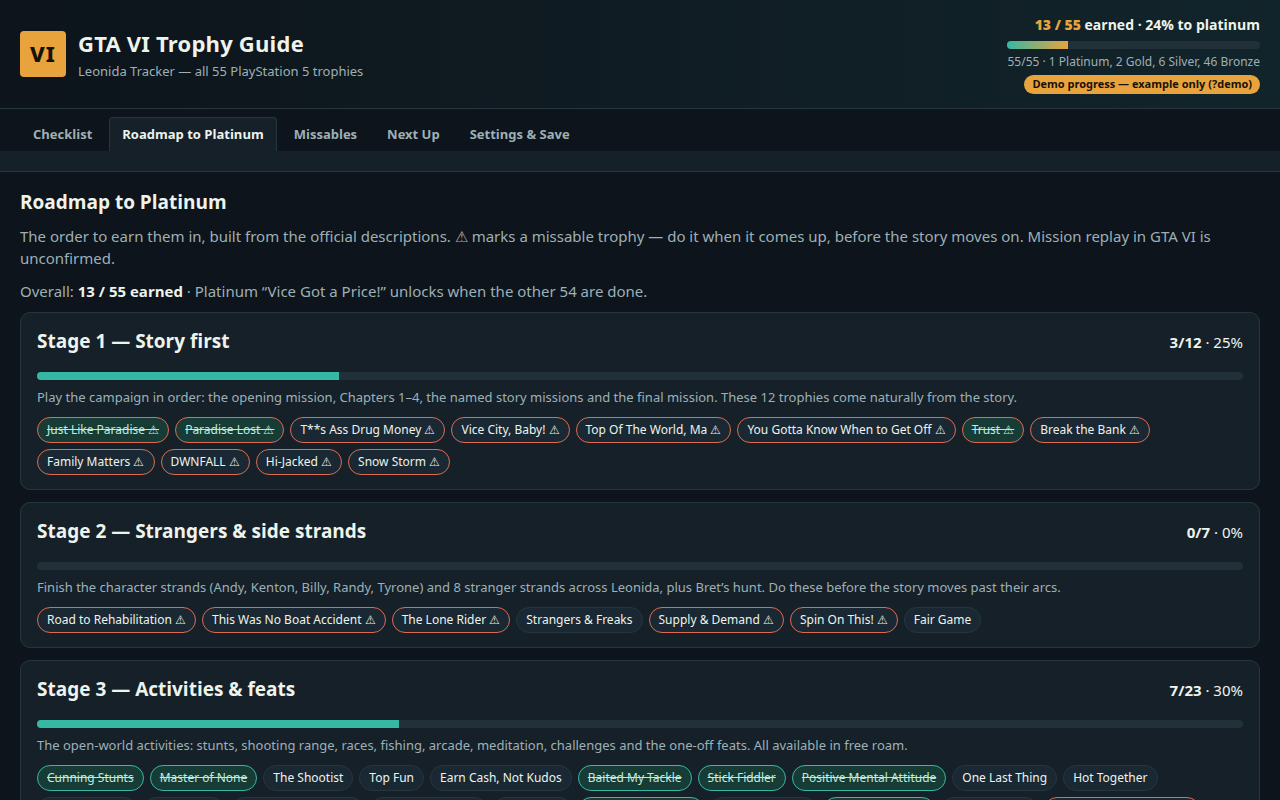 VI
GTA VI Trophy Guide
Leonida Tracker — all 55 PlayStation 5 trophies
13 / 55 earned · 24% to platinum
55/55 · 1 Platinum, 2 Gold, 6 Silver, 46 Bronze
Demo progress — example only (?demo)
Checklist Roadmap to Platinum Missables Next Up Settings & Save
Roadmap to Platinum
The order to earn them in, built from the official descriptions. ⚠ marks a missable trophy — do it when it comes up, before the story moves on. Mission replay in GTA VI is
unconfirmed.
Overall: 13 / 55 earned · Platinum “Vice Got a Price!” unlocks when the other 54 are done.
Stage 1 — Story first 3/12 · 25%
Play the campaign in order: the opening mission, Chapters 1–4, the named story missions and the final mission. These 12 trophies come naturally from the story.
Just Like Paradise ⚠ Paradise Lost ⚠ T**s Ass Drug Money ⚠ Vice City, Baby! ⚠ Top Of The World, Ma ⚠ You Gotta Know When to Get Off ⚠ Trust ⚠ Break the Bank ⚠
Family Matters ⚠ DWNFALL ⚠ Hi-Jacked ⚠ Snow Storm ⚠
Stage 2 — Strangers & side strands 0/7 · 0%
Finish the character strands (Andy, Kenton, Billy, Randy, Tyrone) and 8 stranger strands across Leonida, plus Bret’s hunt. Do these before the story moves past their arcs.
Road to Rehabilitation ⚠ This Was No Boat Accident ⚠ The Lone Rider ⚠ Strangers & Freaks Supply & Demand ⚠ Spin On This! ⚠ Fair Game
Stage 3 — Activities & feats 7/23 · 30%
The open-world activities: stunts, shooting range, races, fishing, arcade, meditation, challenges and the one-off feats. All available in free roam.
Cunning Stunts Master of None The Shootist Top Fun Earn Cash, Not Kudos Baited My Tackle Stick Fiddler Positive Mental Attitude One Last Thing Hot Together